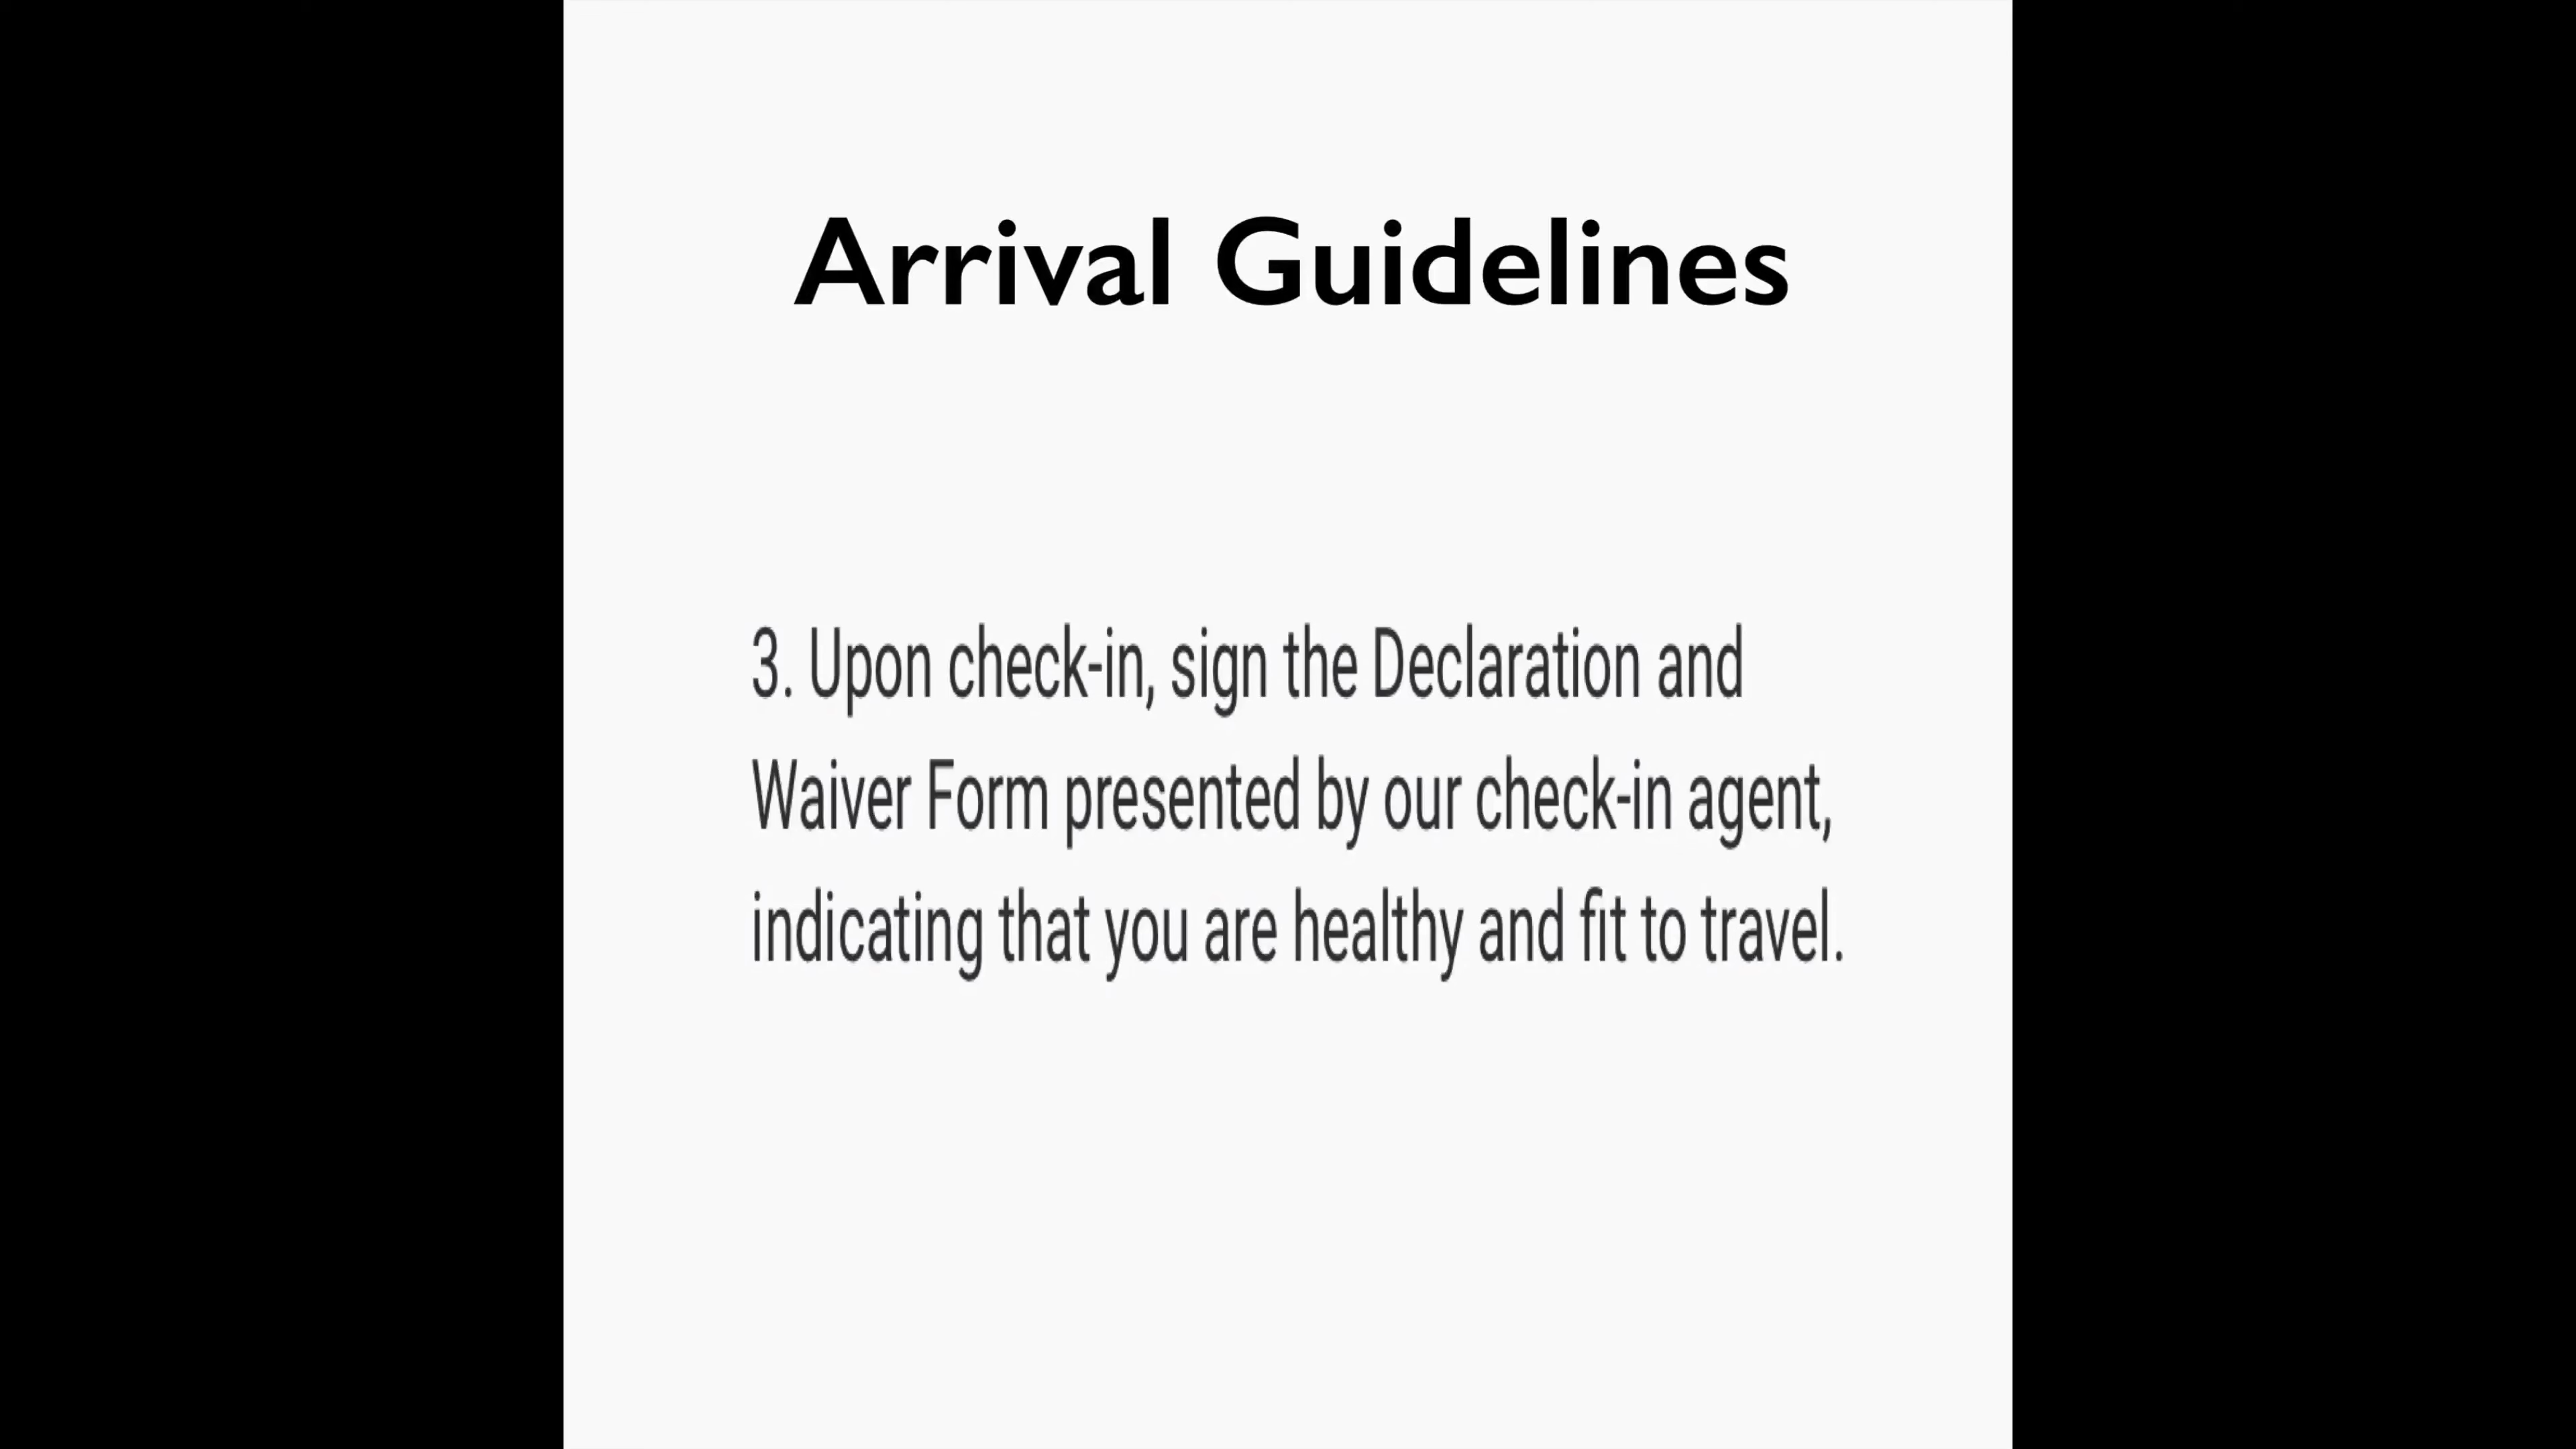 Arrival Guidelines
3. Upon check-in, sign the Declaration and
Waiver Form presented by our check-in agent,
indicating that you are healthy and fit to travel.